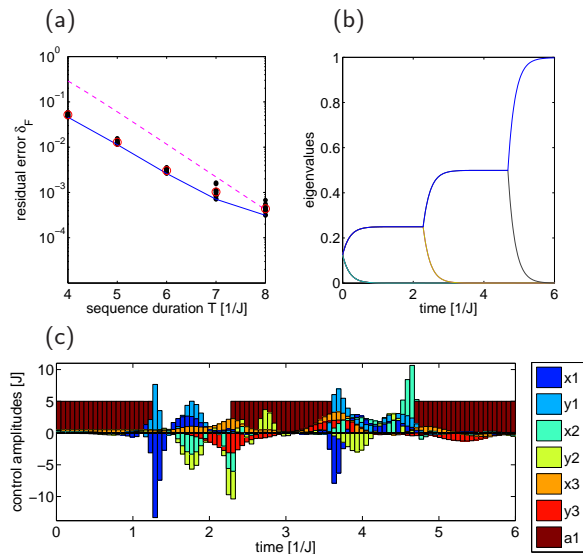 (a)
(b)
residual error δ_F
10^0
10^-1
10^-2
10^-3
10^-4
4 5 6 7 8
sequence duration T [1/J]
eigenvalues
1
0.8
0.6
0.4
0.2
0
0 2 4 6
time [1/J]
(c)
control amplitudes [J]
10
5
0
−5
−10
0 1 2 3 4 5 6
time [1/J]
x1
y1
x2
y2
x3
y3
a1